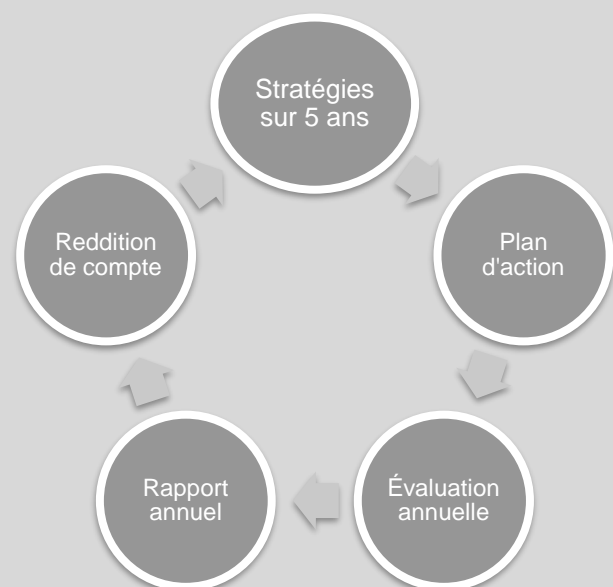 Stratégies
sur 5 ans
Plan
d'action
Évaluation
annuelle
Rapport
annuel
Reddition
de compte